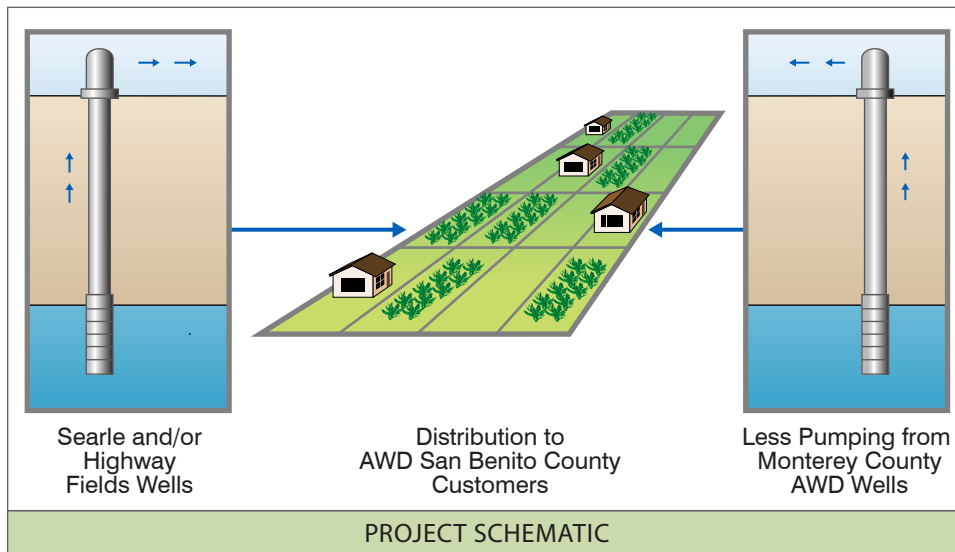 Searle and/or
Highway
Fields Wells
Distribution to
AWD San Benito County
Customers
Less Pumping from
Monterey County
AWD Wells
PROJECT SCHEMATIC